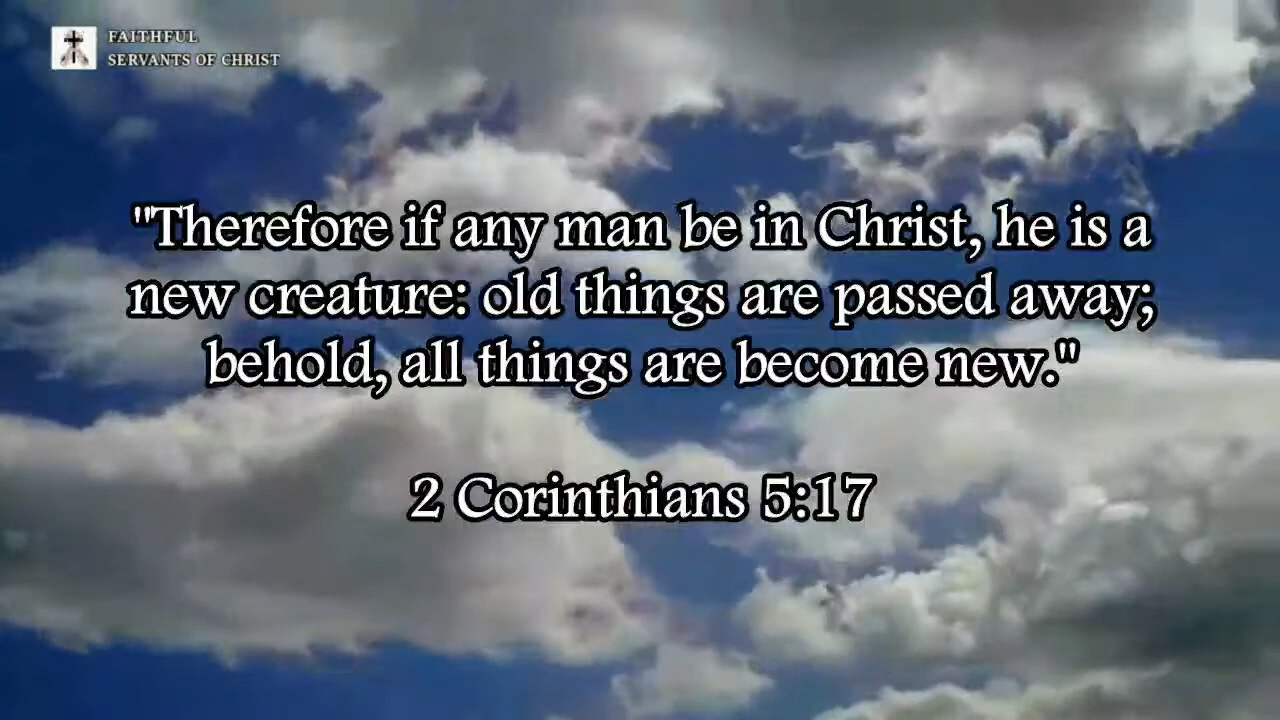 FAITHFUL
SERVANTS OF CHRIST
"Therefore if any man be in Christ, he is a
new creature: old things are passed away;
behold, all things are become new."
2 Corinthians 5:17